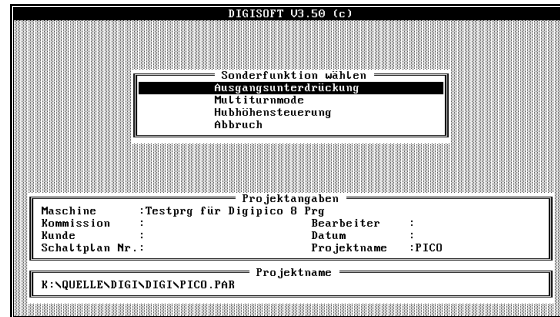 DIGISOFT V3.50 (c)
Sonderfunktion wählen
Ausgangsunterdrückung
Multiturnmode
Hubhöhensteuerung
Abbruch
Projektangaben
Maschine :Testprg für Digipico 8 Prg
Kommission : Bearbeiter :
Kunde : Datum :
Schaltplan Nr.: Projektname :PICO
Projektname
K:\QUELLE\DIGI\DIGI\PICO.PAR